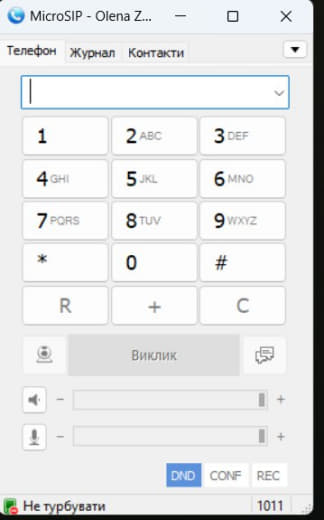 MicroSIP - Olena Z...
Телефон Журнал Контакти
1 2 ABC 3 DEF
4 GHI 5 JKL 6 MNO
7 PQRS 8 TUV 9 WXYZ
* 0 #
R + C
Виклик
− +
− +
DND CONF REC
Не турбувати 1011